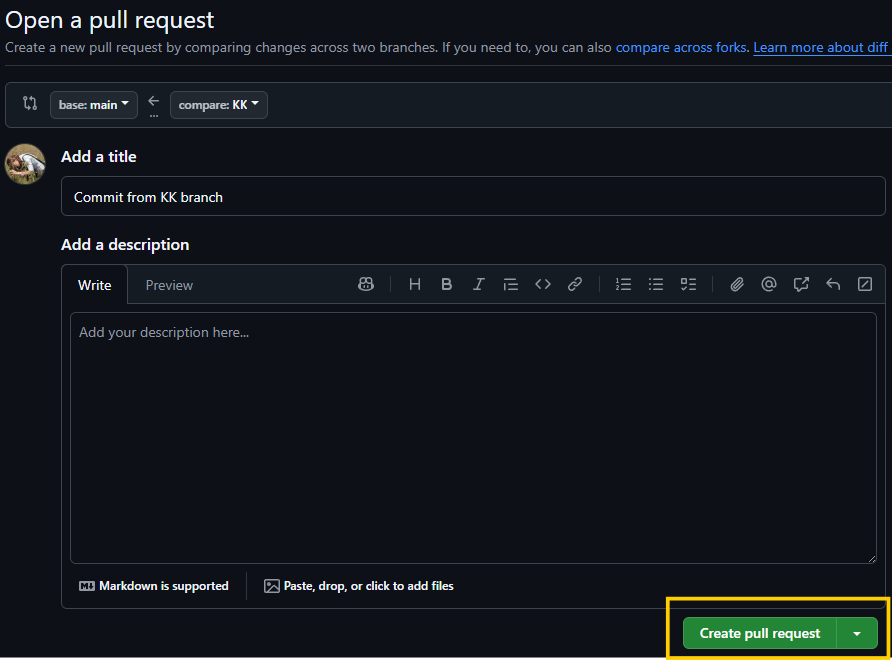 Open a pull request
Create a new pull request by comparing changes across two branches. If you need to, you can also compare across forks. Learn more about diff
base: main
compare: KK
Add a title
Commit from KK branch
Add a description
Write Preview
Add your description here...
Markdown is supported
Paste, drop, or click to add files
Create pull request